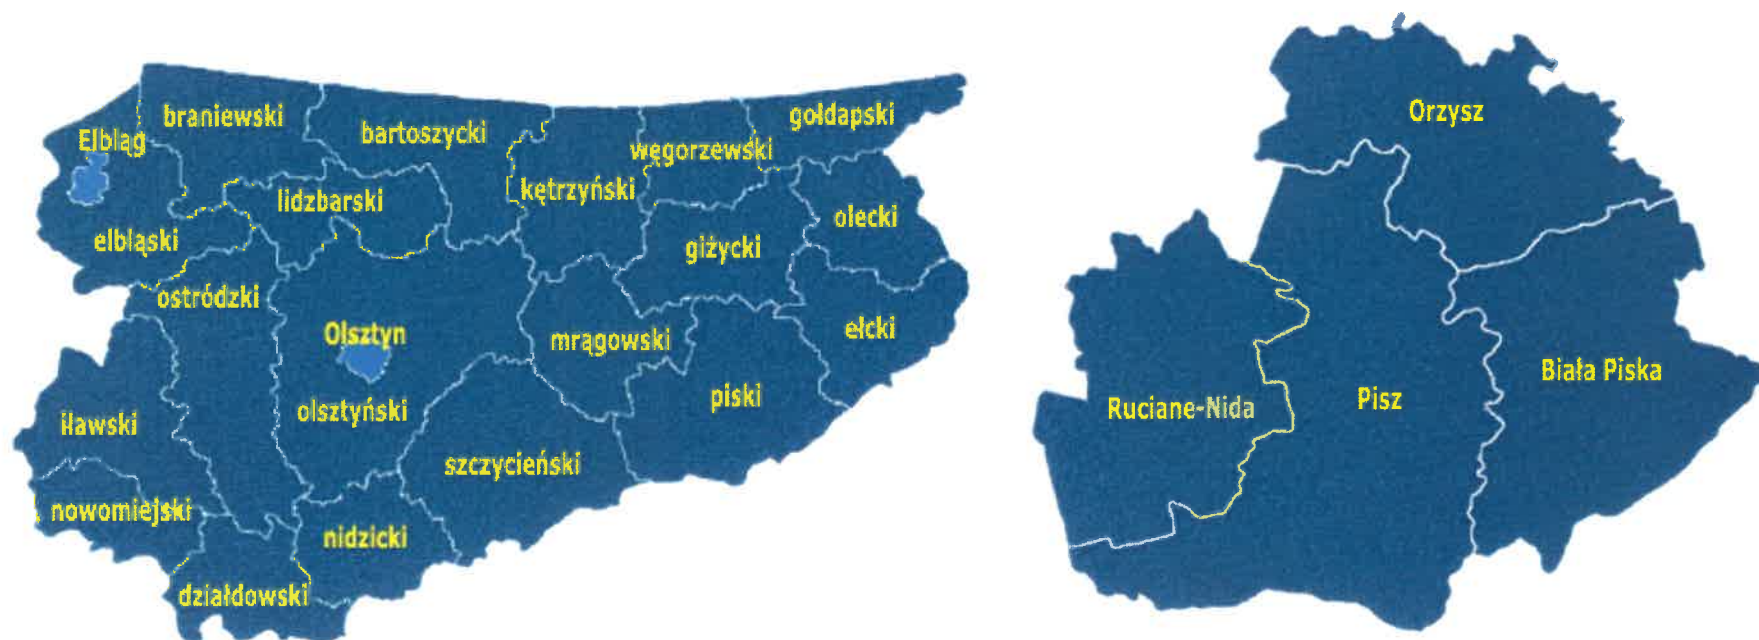 braniewski
Elbląg
bartoszycki
gołdapski
węgorzewski
kętrzyński
lidzbarski
olecki
elbląski
giżycki
ostródzki
Olsztyn
mrągowski
ełcki
piski
olsztyński
iławski
szczycieński
nowomiejski
nidzicki
działdowski
Orzysz
Biała Piska
Pisz
Ruciane-Nida